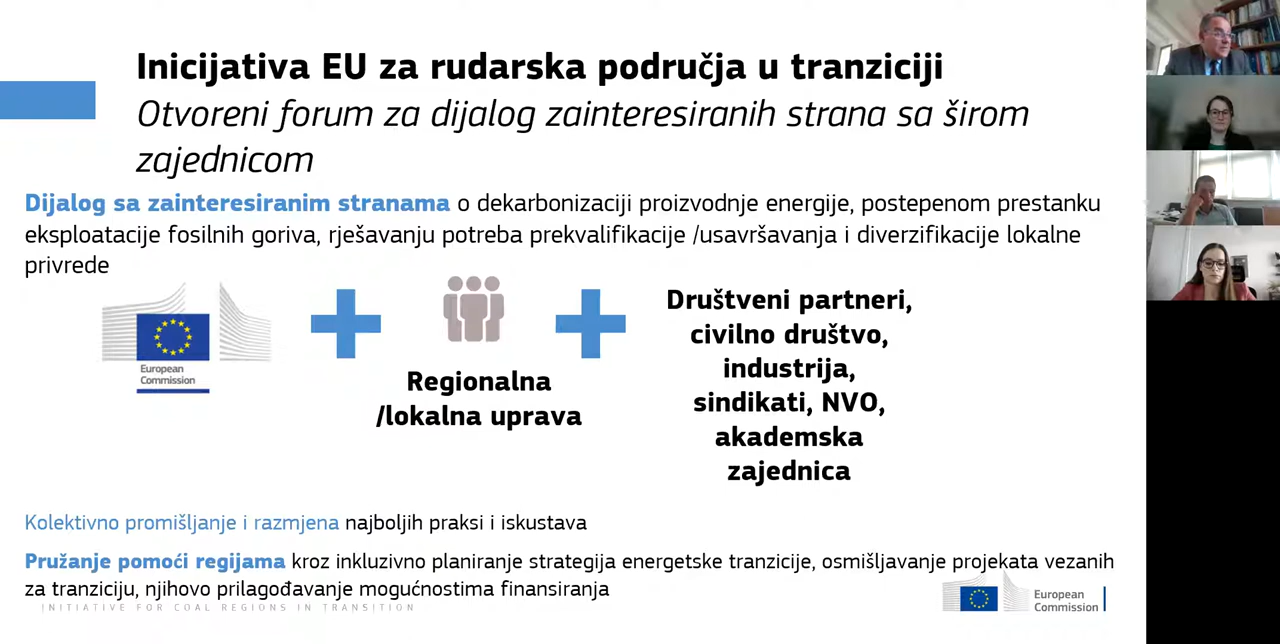 Inicijativa EU za rudarska područja u tranziciji
Otvoreni forum za dijalog zainteresiranih strana sa širom
zajednicom
Dijalog sa zainteresiranim stranama o dekarbonizaciji proizvodnje energije, postepenom prestanku
eksploatacije fosilnih goriva, rješavanju potreba prekvalifikacije /usavršavanja i diverzifikacije lokalne
privrede
European
Commission
Regionalna
/lokalna uprava
Društveni partneri,
civilno društvo,
industrija,
sindikati, NVO,
akademska
zajednica
Kolektivno promišljanje i razmjena najboljih praksi i iskustava
Pružanje pomoći regijama kroz inkluzivno planiranje strategija energetske tranzicije, osmišljavanje projekata vezanih
za tranziciju, njihovo prilagođavanje mogućnostima finansiranja
INITIATIVE FOR COAL REGIONS IN TRANSITION
European
Commission